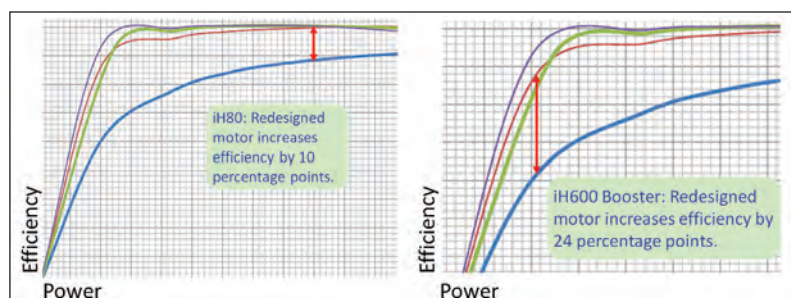 iH80: Redesigned
motor increases
efficiency by 10
percentage points.
Efficiency
Power
iH600 Booster: Redesigned
motor increases efficiency by
24 percentage points.
Efficiency
Power